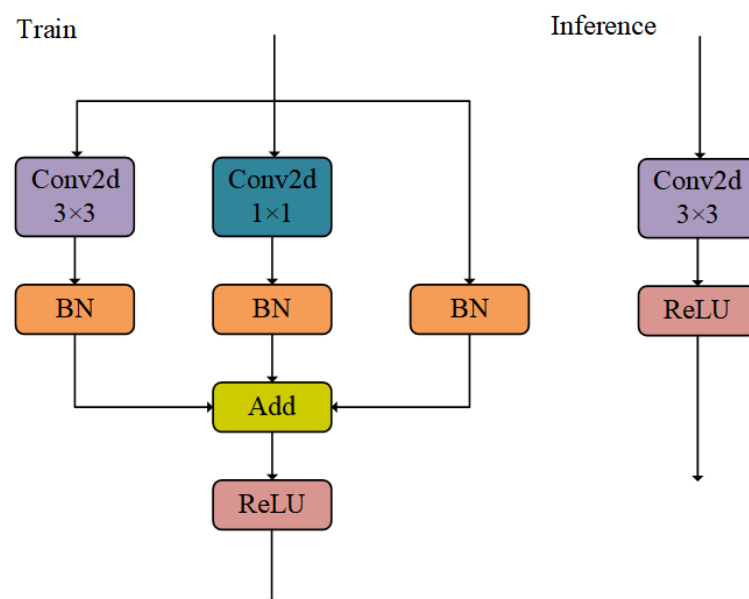 Train
Inference
Conv2d
3×3
Conv2d
1×1
Conv2d
3×3
BN
BN
BN
ReLU
Add
ReLU